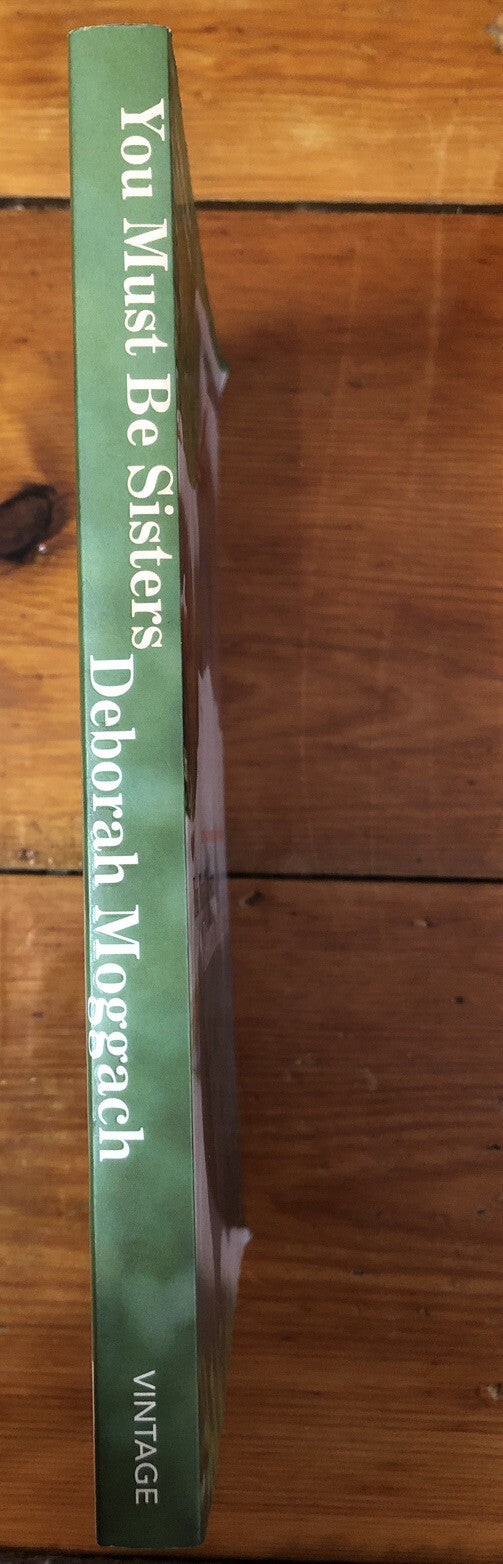 You Must Be Sisters
Deborah Moggach
VINTAGE